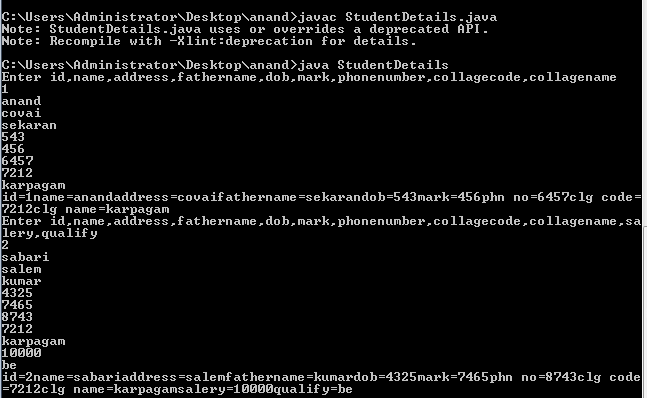 C:\Users\Administrator\Desktop\anand>javac StudentDetails.java
Note: StudentDetails.java uses or overrides a deprecated API.
Note: Recompile with -Xlint:deprecation for details.
C:\Users\Administrator\Desktop\anand>java StudentDetails
Enter id,name,address,fathername,dob,mark,phonenumber,collagecode,collagename
1
anand
covai
sekaran
543
456
6457
7212
karpagam
id=1name=anandaddress=covaifathername=sekarandob=543mark=456phn no=6457clg code=
7212clg name=karpagam
Enter id,name,address,fathername,dob,mark,phonenumber,collagecode,collagename,sa
lery,qualify
2
sabari
salem
kumar
4325
7465
8743
7212
karpagam
10000
be
id=2name=sabariaddress=salemfathername=kumardob=4325mark=7465phn no=8743clg code
=7212clg name=karpagamsalery=10000qualify=be